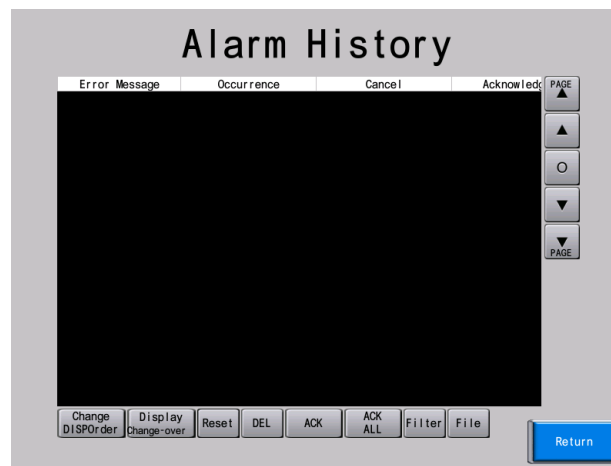 Alarm History
Error Message Occurrence Cancel Acknowledg
PAGE
O
PAGE
Change
DISPOrder
Display
Change-over
Reset
DEL
ACK
ACK
ALL
Filter
File
Return